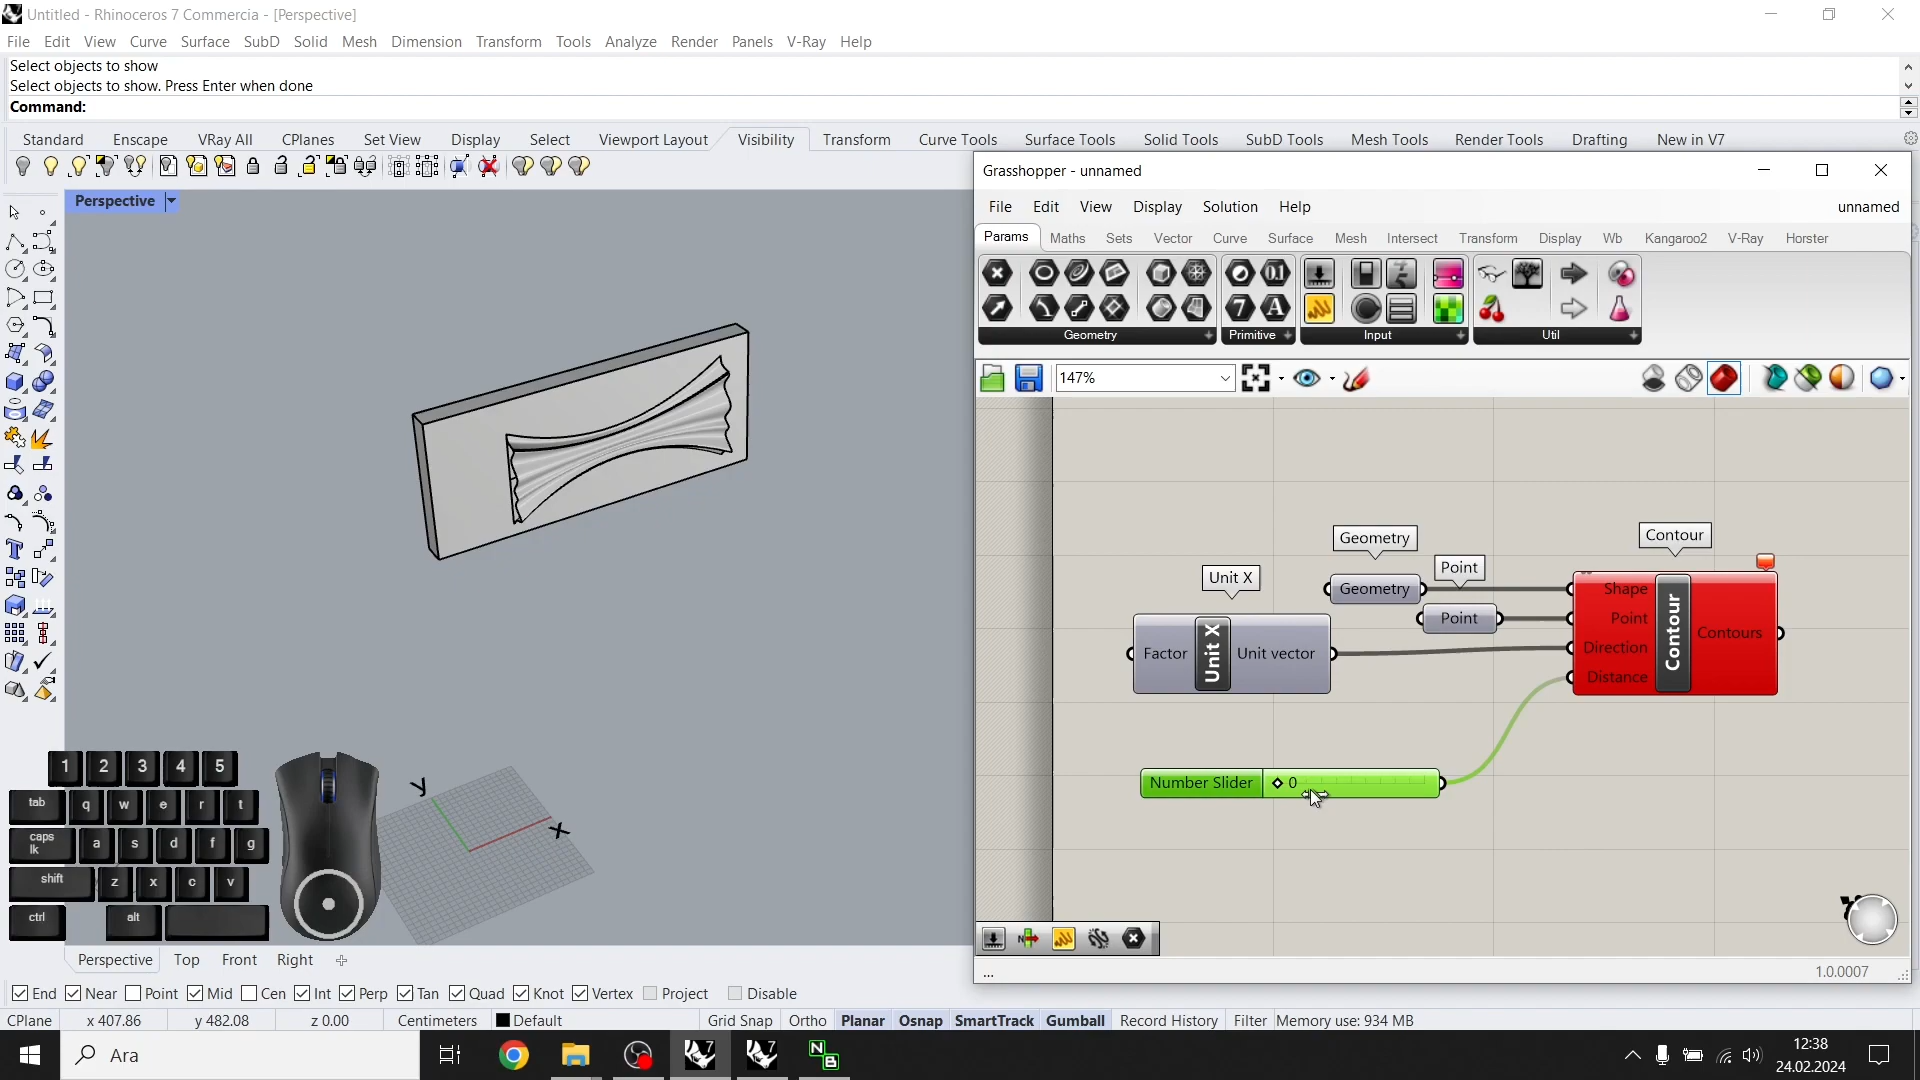 Untitled - Rhinoceros 7 Commercia - [Perspective]
File Edit View Curve Surface SubD Solid Mesh Dimension Transform Tools Analyze Render Panels V-Ray Help
Select objects to show
Select objects to show. Press Enter when done
Command:
Standard Enscape VRay All CPlanes Set View Display Select Viewport Layout Visibility Transform Curve Tools Surface Tools Solid Tools SubD Tools Mesh Tools Render Tools Drafting New in V7
Perspective
Grasshopper - unnamed
File Edit View Display Solution Help unnamed
Params Maths Sets Vector Curve Surface Mesh Intersect Transform Display Wb Kangaroo2 V-Ray Horster
Geometry Primitive Input Util
147%
Contour
Geometry
Point
Unit X
Geometry
Point
Factor Unit X Unit vector
Shape
Point
Direction
Distance
Contour
Contours
Number Slider 0
1 2 3 4 5
tab q w e r t
caps lk a s d f g
shift z x c v
ctrl alt
y
x
1.0.0007
...
Perspective Top Front Right
End Near Point Mid Cen Int Perp Tan Quad Knot Vertex Project Disable
CPlane x 407.86 y 482.08 z 0.00 Centimeters Default Grid Snap Ortho Planar Osnap SmartTrack Gumball Record History Filter Memory use: 934 MB
Ara
12:38
24.02.2024